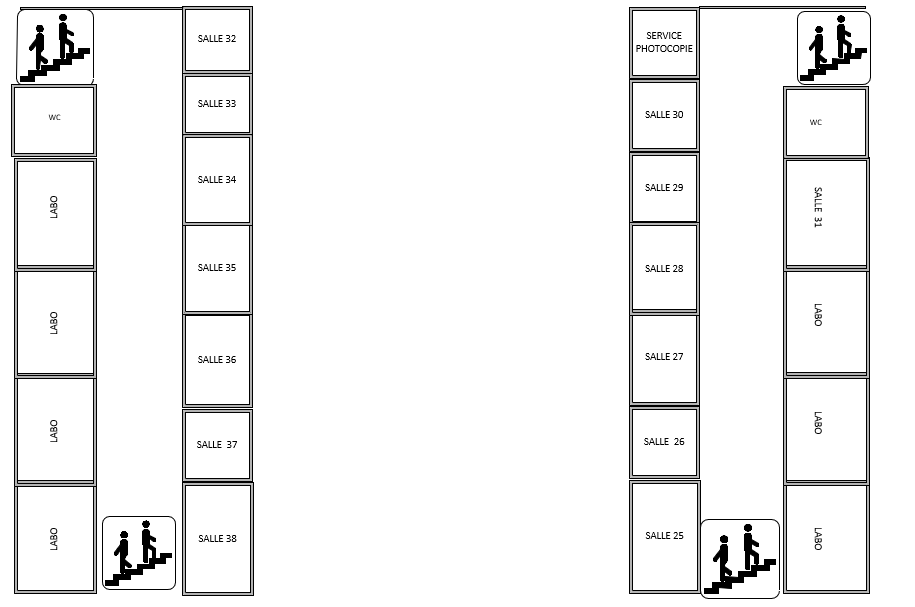 WC
LABO
LABO
LABO
LABO
SALLE 32
SALLE 33
SALLE 34
SALLE 35
SALLE 36
SALLE 37
SALLE 38
SERVICE
PHOTOCOPIE
SALLE 30
SALLE 29
SALLE 28
SALLE 27
SALLE 26
SALLE 25
WC
SALLE 31
LABO
LABO
LABO